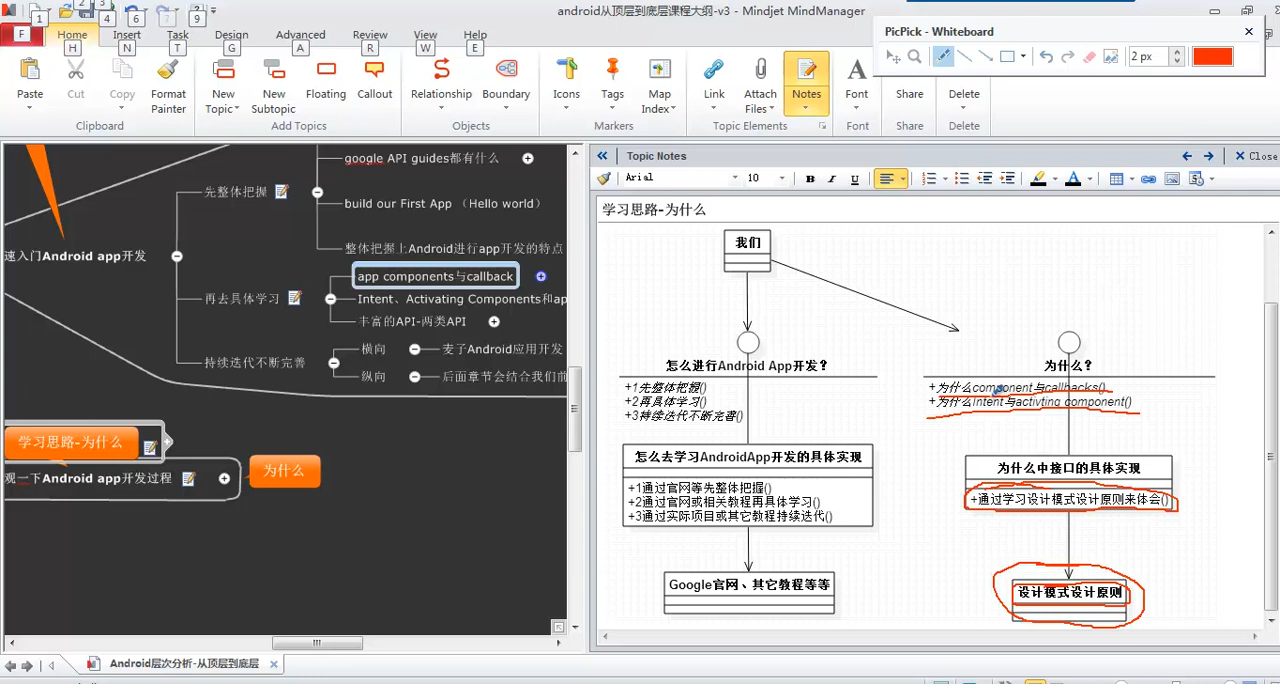 android从顶层到底层课程大纲-v3 - Mindjet MindManager
1 2 3 4 6 7 9
F Home Insert Task Design Advanced Review View Help
H N T G A R W E
PicPick - Whiteboard
2 px
Paste Cut Copy Format Painter
New Topic New Subtopic Floating Callout
Relationship Boundary
Icons Tags Map Index
Link Attach Files Notes
Font Share Delete
Clipboard Add Topics Objects Markers Topic Elements Font Share Delete
google API guides都有什么
先整体把握
build our First App （Hello world）
整体把握上Android进行app开发的特点
速入门Android app开发
app components与callback
再去具体学习
Intent、Activating Components和ap
丰富的API-两类API
持续迭代不断完善
横向
麦子Android应用开发
纵向
后面章节会结合我们前
学习思路-为什么
观一下Android app开发过程
为什么
Topic Notes
Close
Arial
10
B I U
学习思路-为什么
我们
怎么进行Android App开发?
+1先整体把握()
+2再具体学习()
+3持续迭代不断完善()
怎么去学习AndroidApp开发的具体实现
+1通过官网等先整体把握()
+2通过官网或相关教程再具体学习()
+3通过实际项目或其它教程持续迭代()
Google官网、其它教程等等
为什么?
+为什么component与callbacks()
+为什么Intent与activting component()
为什么中接口的具体实现
+通过学习设计模式设计原则来体会()
设计模式设计原则
Android层次分析-从顶层到底层